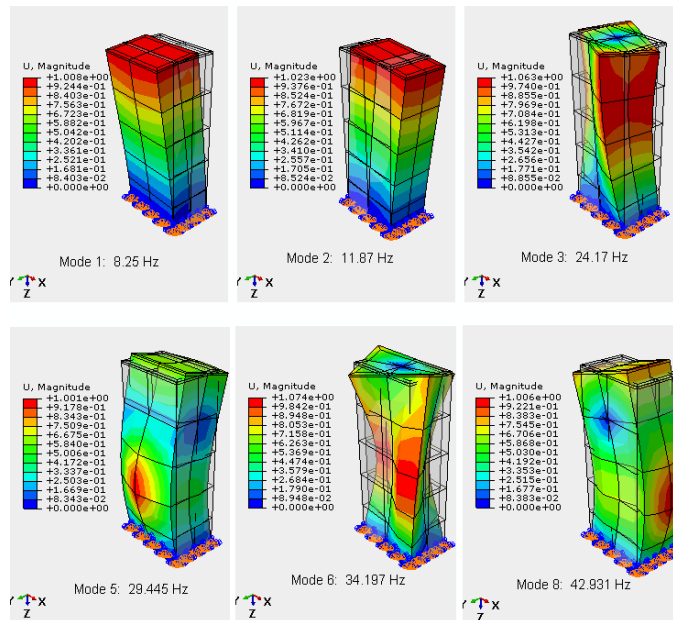 U, Magnitude
+1.008e+00
+9.244e-01
+8.403e-01
+7.563e-01
+6.723e-01
+5.882e-01
+5.042e-01
+4.202e-01
+3.361e-01
+2.521e-01
+1.681e-01
+8.403e-02
+0.000e+00
Mode 1: 8.25 Hz
Y X
Z
U, Magnitude
+1.023e+00
+9.376e-01
+8.524e-01
+7.672e-01
+6.819e-01
+5.967e-01
+5.114e-01
+4.262e-01
+3.410e-01
+2.557e-01
+1.705e-01
+8.524e-02
+0.000e+00
Mode 2: 11.87 Hz
Y X
Z
U, Magnitude
+1.063e+00
+9.740e-01
+8.855e-01
+7.969e-01
+7.084e-01
+6.198e-01
+5.313e-01
+4.427e-01
+3.542e-01
+2.656e-01
+1.771e-01
+8.855e-02
+0.000e+00
Mode 3: 24.17 Hz
Y X
Z
U, Magnitude
+1.001e+00
+9.178e-01
+8.343e-01
+7.509e-01
+6.675e-01
+5.840e-01
+5.006e-01
+4.172e-01
+3.337e-01
+2.503e-01
+1.669e-01
+8.343e-02
+0.000e+00
Mode 5: 29.445 Hz
Y X
Z
U, Magnitude
+1.074e+00
+9.842e-01
+8.948e-01
+8.053e-01
+7.158e-01
+6.263e-01
+5.369e-01
+4.474e-01
+3.579e-01
+2.684e-01
+1.790e-01
+8.948e-02
+0.000e+00
Mode 6: 34.197 Hz
Y X
Z
U, Magnitude
+1.006e+00
+9.221e-01
+8.383e-01
+7.545e-01
+6.706e-01
+5.868e-01
+5.030e-01
+4.192e-01
+3.353e-01
+2.515e-01
+1.677e-01
+8.383e-02
+0.000e+00
Mode 8: 42.931 Hz
Y X
Z